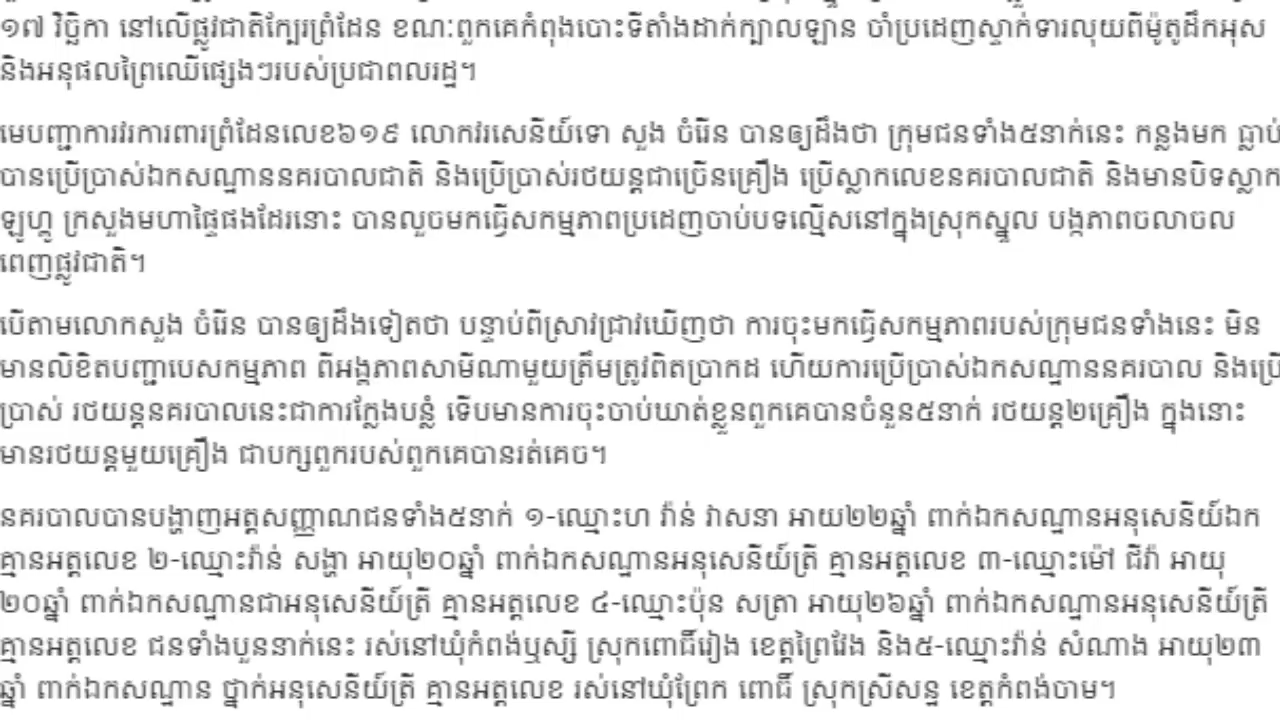 ១៧ វិច្ឆិកា នៅលើផ្លូវជាតិក្បែរព្រំដែន ខណៈពួកគេកំពុងបោះទីតាំងដាក់ក្បាលឡាន ចាំប្រដេញស្ទាក់ទារលុយពីម៉ូតូដឹកអុស
និងអនុផលព្រៃឈើផ្សេងៗរបស់ប្រជាពលរដ្ឋ។
មេបញ្ជាការវរការពារព្រំដែនលេខ៦១៩ លោកវរសេនីយ៍ទោ សួង ចំរើន បានឲ្យដឹងថា ក្រុមជនទាំង៥នាក់នេះ កន្លងមក ធ្លាប់
បានប្រើប្រាស់ឯកសណ្ឋាននគរបាលជាតិ និងប្រើប្រាស់រថយន្តជាច្រើនគ្រឿង ប្រើស្លាកលេខនគរបាលជាតិ និងមានបិទស្លាក
ឡូហ្គូ ក្រសួងមហាផ្ទៃផងដែរនោះ បានលួចមកធ្វើសកម្មភាពប្រដេញចាប់បទល្មើសនៅក្នុងស្រុកស្នួល បង្កភាពចលាចល
ពេញផ្លូវជាតិ។
បើតាមលោកសួង ចំរើន បានឲ្យដឹងទៀតថា បន្ទាប់ពីស្រាវជ្រាវឃើញថា ការចុះមកធ្វើសកម្មភាពរបស់ក្រុមជនទាំងនេះ មិន
មានលិខិតបញ្ជាបេសកម្មភាព ពីអង្គភាពសាមីណាមួយត្រឹមត្រូវពិតប្រាកដ ហើយការប្រើប្រាស់ឯកសណ្ឋាននគរបាល និងប្រើ
ប្រាស់ រថយន្តនគរបាលនេះជាការក្លែងបន្លំ ទើបមានការចុះចាប់ឃាត់ខ្លួនពួកគេបានចំនួន៥នាក់ រថយន្ត២គ្រឿង ក្នុងនោះ
មានរថយន្តមួយគ្រឿង ជាបក្សពួករបស់ពួកគេបានរត់គេច។
នគរបាលបានបង្ហាញអត្តសញ្ញាណជនទាំង៥នាក់ ១-ឈ្មោះហ វ៉ាន់ វាសនា អាយ២២ឆ្នាំ ពាក់ឯកសណ្ឋានអនុសេនីយ៍ឯក
គ្មានអត្តលេខ ២-ឈ្មោះវ៉ាន់ សង្ហា អាយុ២០ឆ្នាំ ពាក់ឯកសណ្ឋានអនុសេនីយ៍ត្រី គ្មានអត្តលេខ ៣-ឈ្មោះម៉ៅ ជីវ៉ា អាយុ
២០ឆ្នាំ ពាក់ឯកសណ្ឋានជាអនុសេនីយ៍ត្រី គ្មានអត្តលេខ ៤-ឈ្មោះប៉ុន សត្រា អាយុ២៦ឆ្នាំ ពាក់ឯកសណ្ឋានអនុសេនីយ៍ត្រី
គ្មានអត្តលេខ ជនទាំងបួននាក់នេះ រស់នៅឃុំកំពង់ឬស្សី ស្រុកពោធិ៍រៀង ខេត្តព្រៃវែង និង៥-ឈ្មោះវ៉ាន់ សំណាង អាយុ២៣
ឆ្នាំ ពាក់ឯកសណ្ឋាន ថ្នាក់អនុសេនីយ៍ត្រី គ្មានអត្តលេខ រស់នៅឃុំព្រែក ពោធិ៍ ស្រុកស្រីសន្ធ ខេត្តកំពង់ចាម។